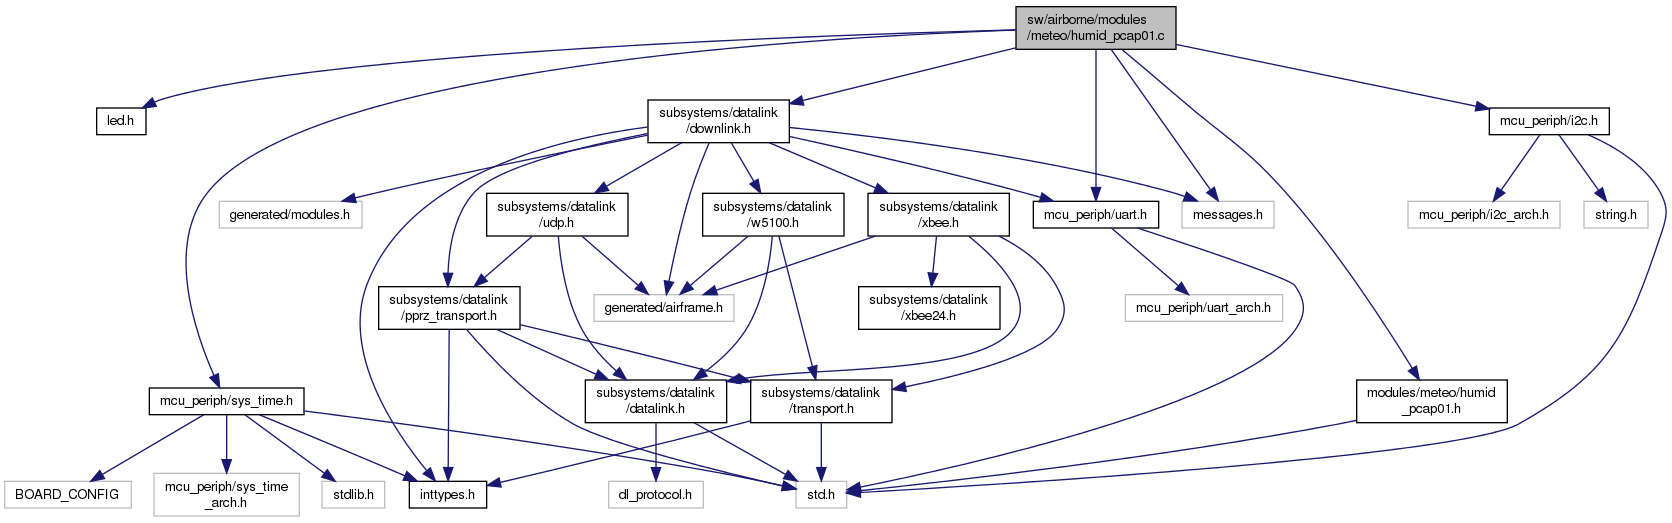 sw/airborne/modules
/meteo/humid_pcap01.c
led.h
subsystems/datalink
/downlink.h
mcu_periph/i2c.h
generated/modules.h
subsystems/datalink
/udp.h
subsystems/datalink
/w5100.h
subsystems/datalink
/xbee.h
mcu_periph/uart.h
messages.h
mcu_periph/i2c_arch.h
string.h
subsystems/datalink
/pprz_transport.h
generated/airframe.h
subsystems/datalink
/xbee24.h
mcu_periph/uart_arch.h
mcu_periph/sys_time.h
subsystems/datalink
/datalink.h
subsystems/datalink
/transport.h
modules/meteo/humid
_pcap01.h
BOARD_CONFIG
mcu_periph/sys_time
_arch.h
stdlib.h
inttypes.h
dl_protocol.h
std.h